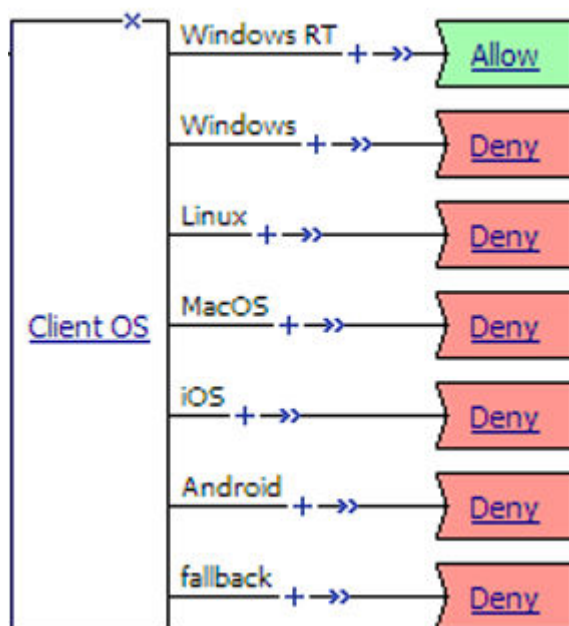 Windows RT
Allow
Windows
Deny
Linux
Deny
MacOS
Deny
Client OS
iOS
Deny
Android
Deny
fallback
Deny